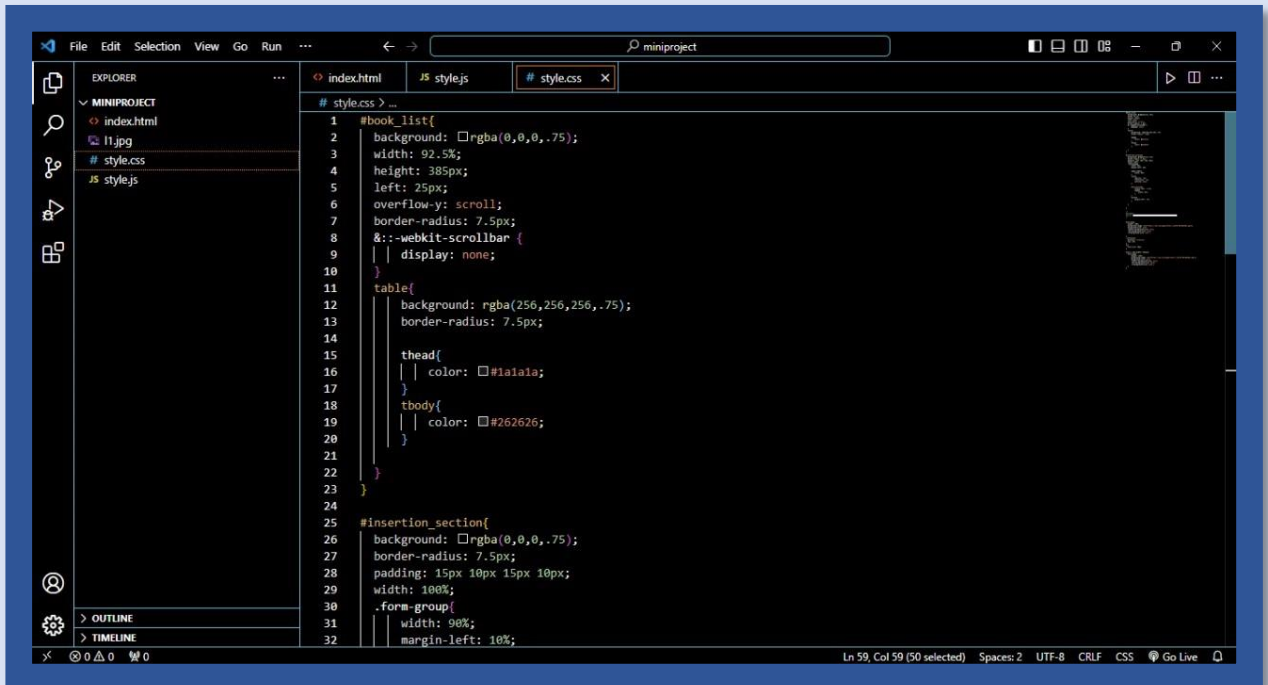 File Edit Selection View Go Run ··· ← → miniproject
EXPLORER ···
MINIPROJECT
index.html
l1.jpg
# style.css
JS style.js
OUTLINE
TIMELINE
index.html JS style.js # style.css ×
# style.css > ...
1 #book_list{
2 background: rgba(0,0,0,.75);
3 width: 92.5%;
4 height: 385px;
5 left: 25px;
6 overflow-y: scroll;
7 border-radius: 7.5px;
8 &::-webkit-scrollbar {
9 display: none;
10 }
11 table{
12 background: rgba(256,256,256,.75);
13 border-radius: 7.5px;
14
15 thead{
16 color: #1a1a1a;
17 }
18 tbody{
19 color: #262626;
20 }
21
22 }
23 }
24
25 #insertion_section{
26 background: rgba(0,0,0,.75);
27 border-radius: 7.5px;
28 padding: 15px 10px 15px 10px;
29 width: 100%;
30 .form-group{
31 width: 90%;
32 margin-left: 10%;
0 0 0 Ln 59, Col 59 (50 selected) Spaces: 2 UTF-8 CRLF CSS Go Live